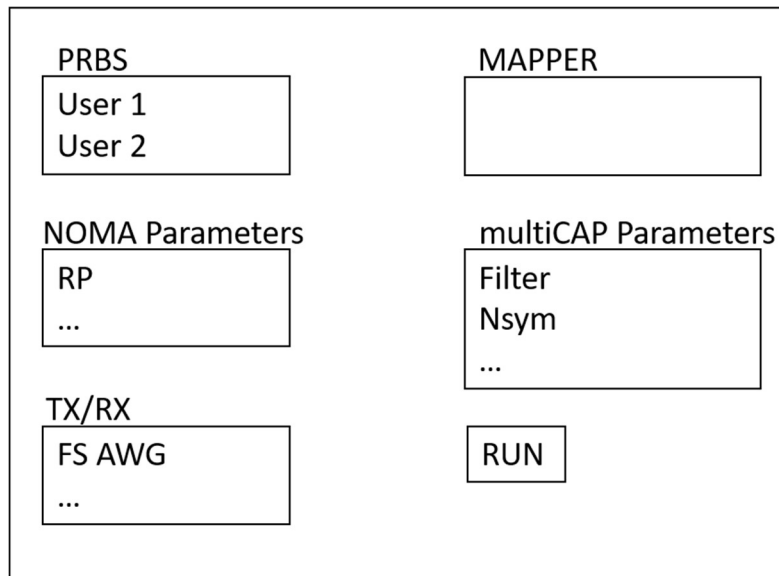 PRBS
User 1
User 2
MAPPER
NOMA Parameters
RP
...
multiCAP Parameters
Filter
Nsym
...
TX/RX
FS AWG
...
RUN